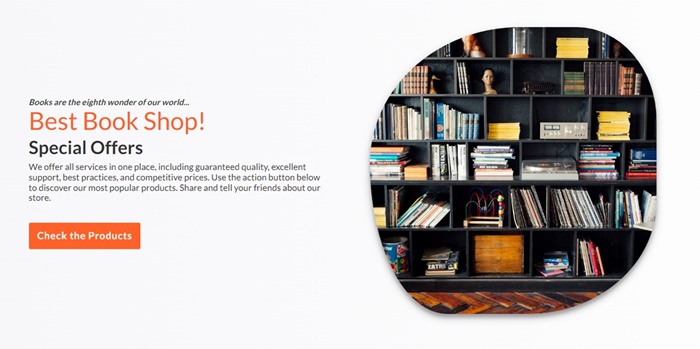 Books are the eighth wonder of our world...
Best Book Shop!
Special Offers
We offer all services in one place, including guaranteed quality, excellent
support, best practices, and competitive prices. Use the action button below
to discover our most popular products. Share and tell your friends about our
store.
Check the Products